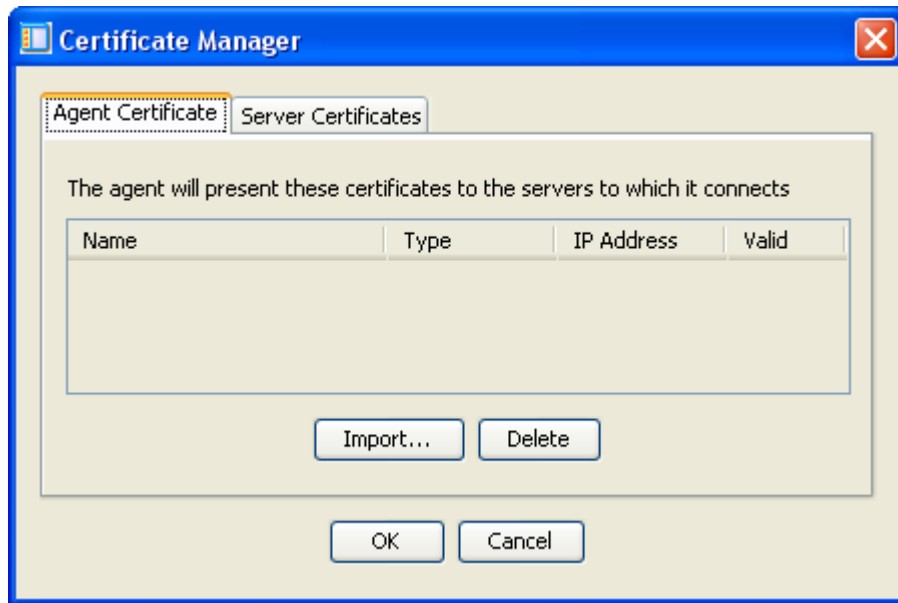 Certificate Manager
Agent Certificate Server Certificates
The agent will present these certificates to the servers to which it connects
Name Type IP Address Valid
Import... Delete
OK Cancel